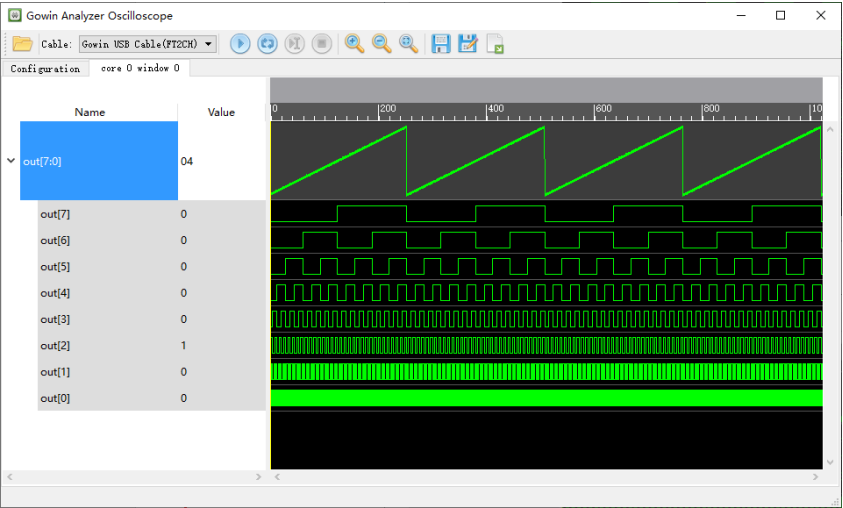 Gowin Analyzer Oscilloscope
Cable: Gowin USB Cable(FT2CH)
Configuration core 0 window 0
Name Value 0 200 400 600 800 10
out[7:0] 04
out[7] 0
out[6] 0
out[5] 0
out[4] 0
out[3] 0
out[2] 1
out[1] 0
out[0] 0